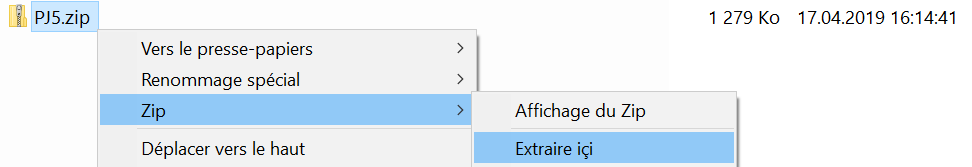 PJ5.zip 1 279 Ko 17.04.2019 16:14:41
Vers le presse-papiers
Renommage spécial
Zip
Affichage du Zip
Déplacer vers le haut
Extraire içi